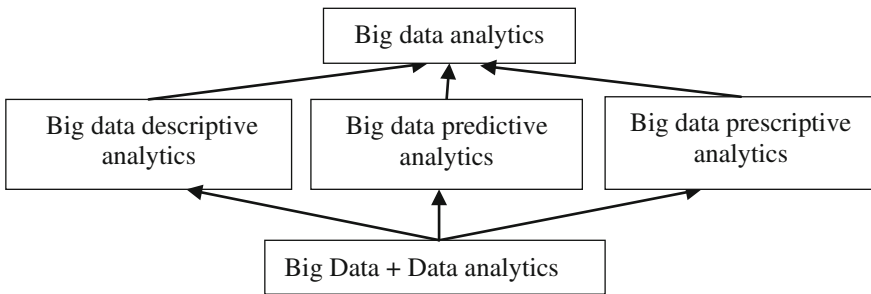 Big data analytics
Big data descriptive
analytics
Big data predictive
analytics
Big data prescriptive
analytics
Big Data + Data analytics